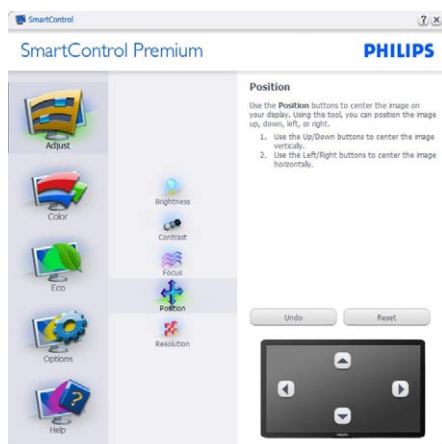 SmartControl
SmartControl Premium
PHILIPS
Adjust
Color
Eco
Options
Help
Brightness
Contrast
Focus
Position
Resolution
Position
Use the Position buttons to center the image on
your display. Using this tool, you can position the image
up, down, left, or right.
1. Use the Up/Down buttons to center the image
vertically.
2. Use the Left/Right buttons to center the image
horizontally.
Undo
Reset